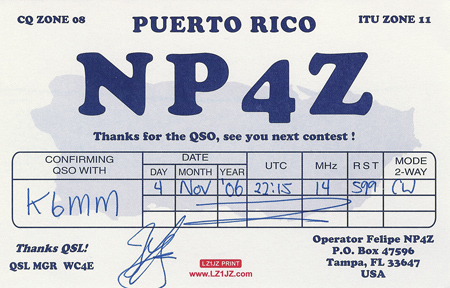 CQ ZONE 08 PUERTO RICO ITU ZONE 11
NP4Z
Thanks for the QSO, see you next contest !
CONFIRMING QSO WITH DATE DAY MONTH YEAR UTC MHz R S T MODE 2-WAY
K6MM 4 Nov '06 22:15 14 599 CW
Thanks QSL!
QSL MGR WC4E
LZ1JZ PRINT
www.LZ1JZ.com
Operator Felipe NP4Z
P.O. Box 47596
Tampa, FL 33647
USA